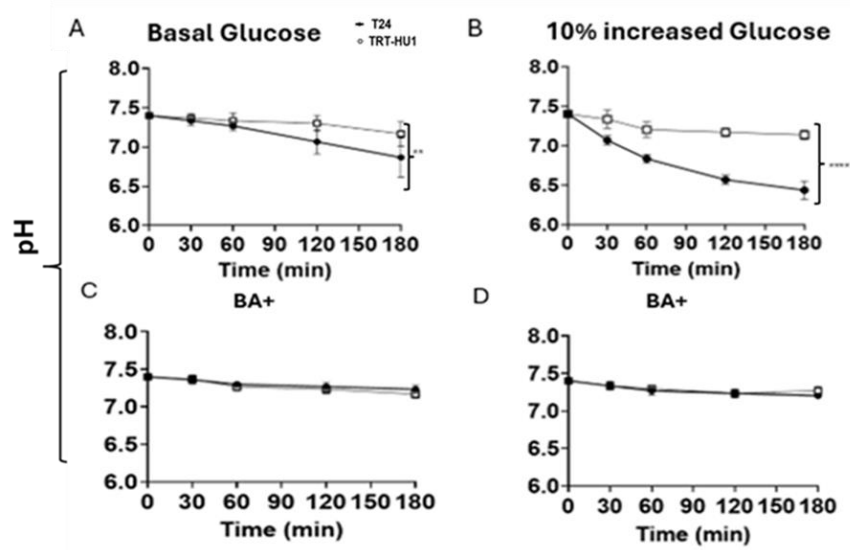 A
Basal Glucose
T24
TRT-HU1
B
10% increased Glucose
pH
8.0
7.5
7.0
6.5
6.0
0 30 60 90 120 150 180
Time (min)
**
8.0
7.5
7.0
6.5
6.0
0 30 60 90 120 150 180
Time (min)
****
C
BA+
8.0
7.5
7.0
6.5
6.0
0 30 60 90 120 150 180
Time (min)
D
BA+
8.0
7.5
7.0
6.5
6.0
0 30 60 90 120 150 180
Time (min)